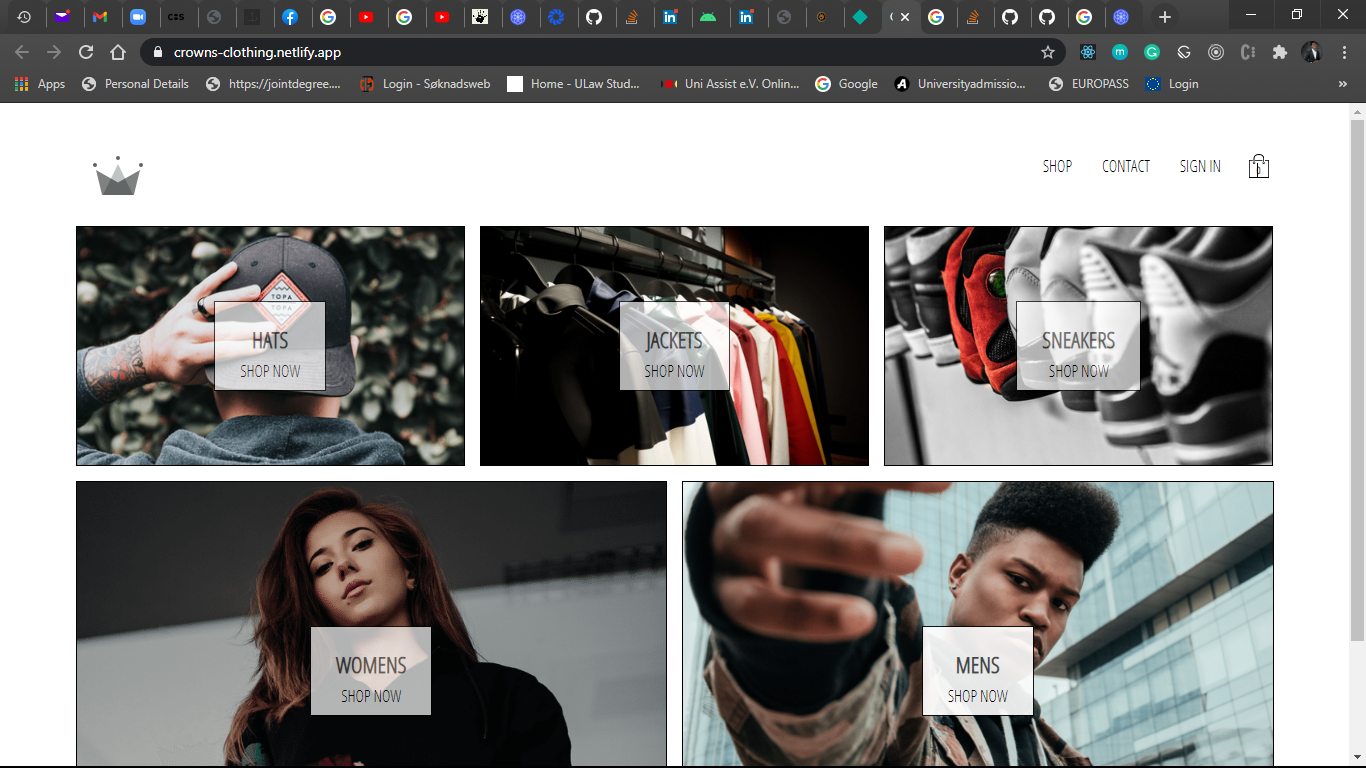 css
crowns-clothing.netlify.app
Apps Personal Details https://jointdegree.... Login - Søknadsweb Home - ULaw Stud... Uni Assist e.V. Onlin... Google Universityadmissio... EUROPASS Login »
SHOP CONTACT SIGN IN 0
TOPA
TOPA
HATS
SHOP NOW
JACKETS
SHOP NOW
SNEAKERS
SHOP NOW
WOMENS
SHOP NOW
MENS
SHOP NOW